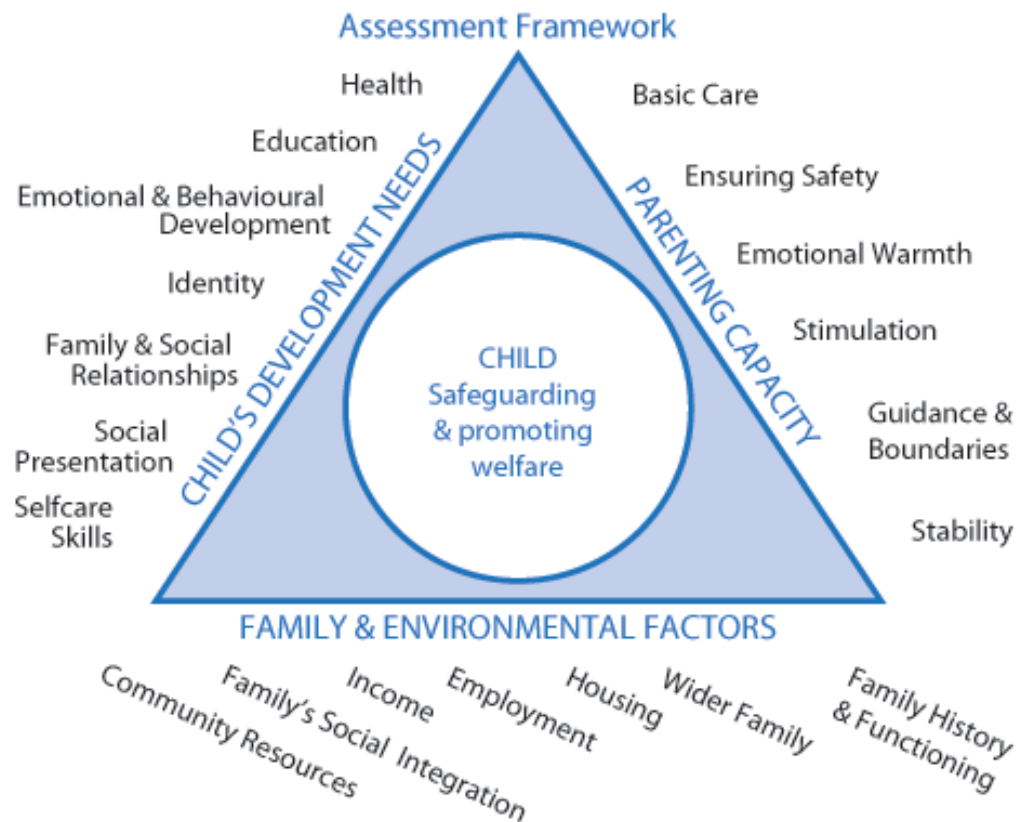 Assessment Framework
Health
Education
Emotional & Behavioural
Development
Identity
Family & Social
Relationships
Social
Presentation
Selfcare
Skills
CHILD'S DEVELOPMENT NEEDS
CHILD
Safeguarding
& promoting
welfare
PARENTING CAPACITY
Basic Care
Ensuring Safety
Emotional Warmth
Stimulation
Guidance &
Boundaries
Stability
FAMILY & ENVIRONMENTAL FACTORS
Community Resources
Family's Social Integration
Income
Employment
Housing
Wider Family
Family History
& Functioning